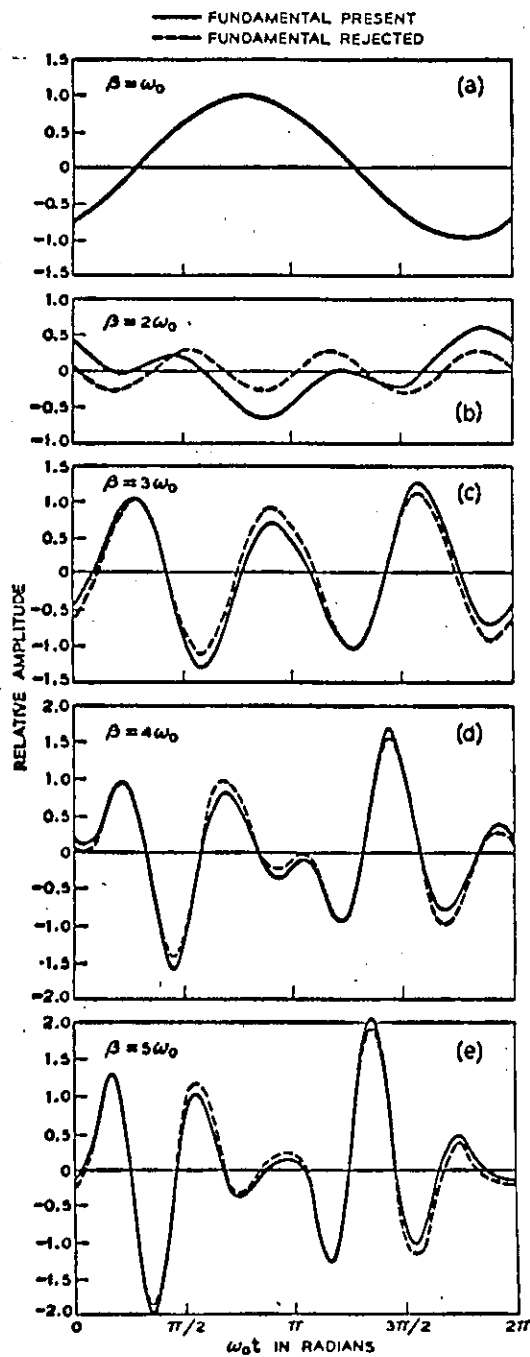 FUNDAMENTAL PRESENT
FUNDAMENTAL REJECTED
β=ω₀
(a)
1.5
1.0
0.5
0
-0.5
-1.0
-1.5
β=2ω₀
(b)
1.0
0.5
0
-0.5
-1.0
β=3ω₀
(c)
1.5
1.0
0.5
0
-0.5
-1.0
-1.5
RELATIVE AMPLITUDE
β=4ω₀
(d)
2.0
1.5
1.0
0.5
0
-0.5
-1.0
-1.5
-2.0
β=5ω₀
(e)
2.0
1.5
1.0
0.5
0
-0.5
-1.0
-1.5
-2.0
0 π/2 π 3π/2 2π
ω₀t IN RADIANS